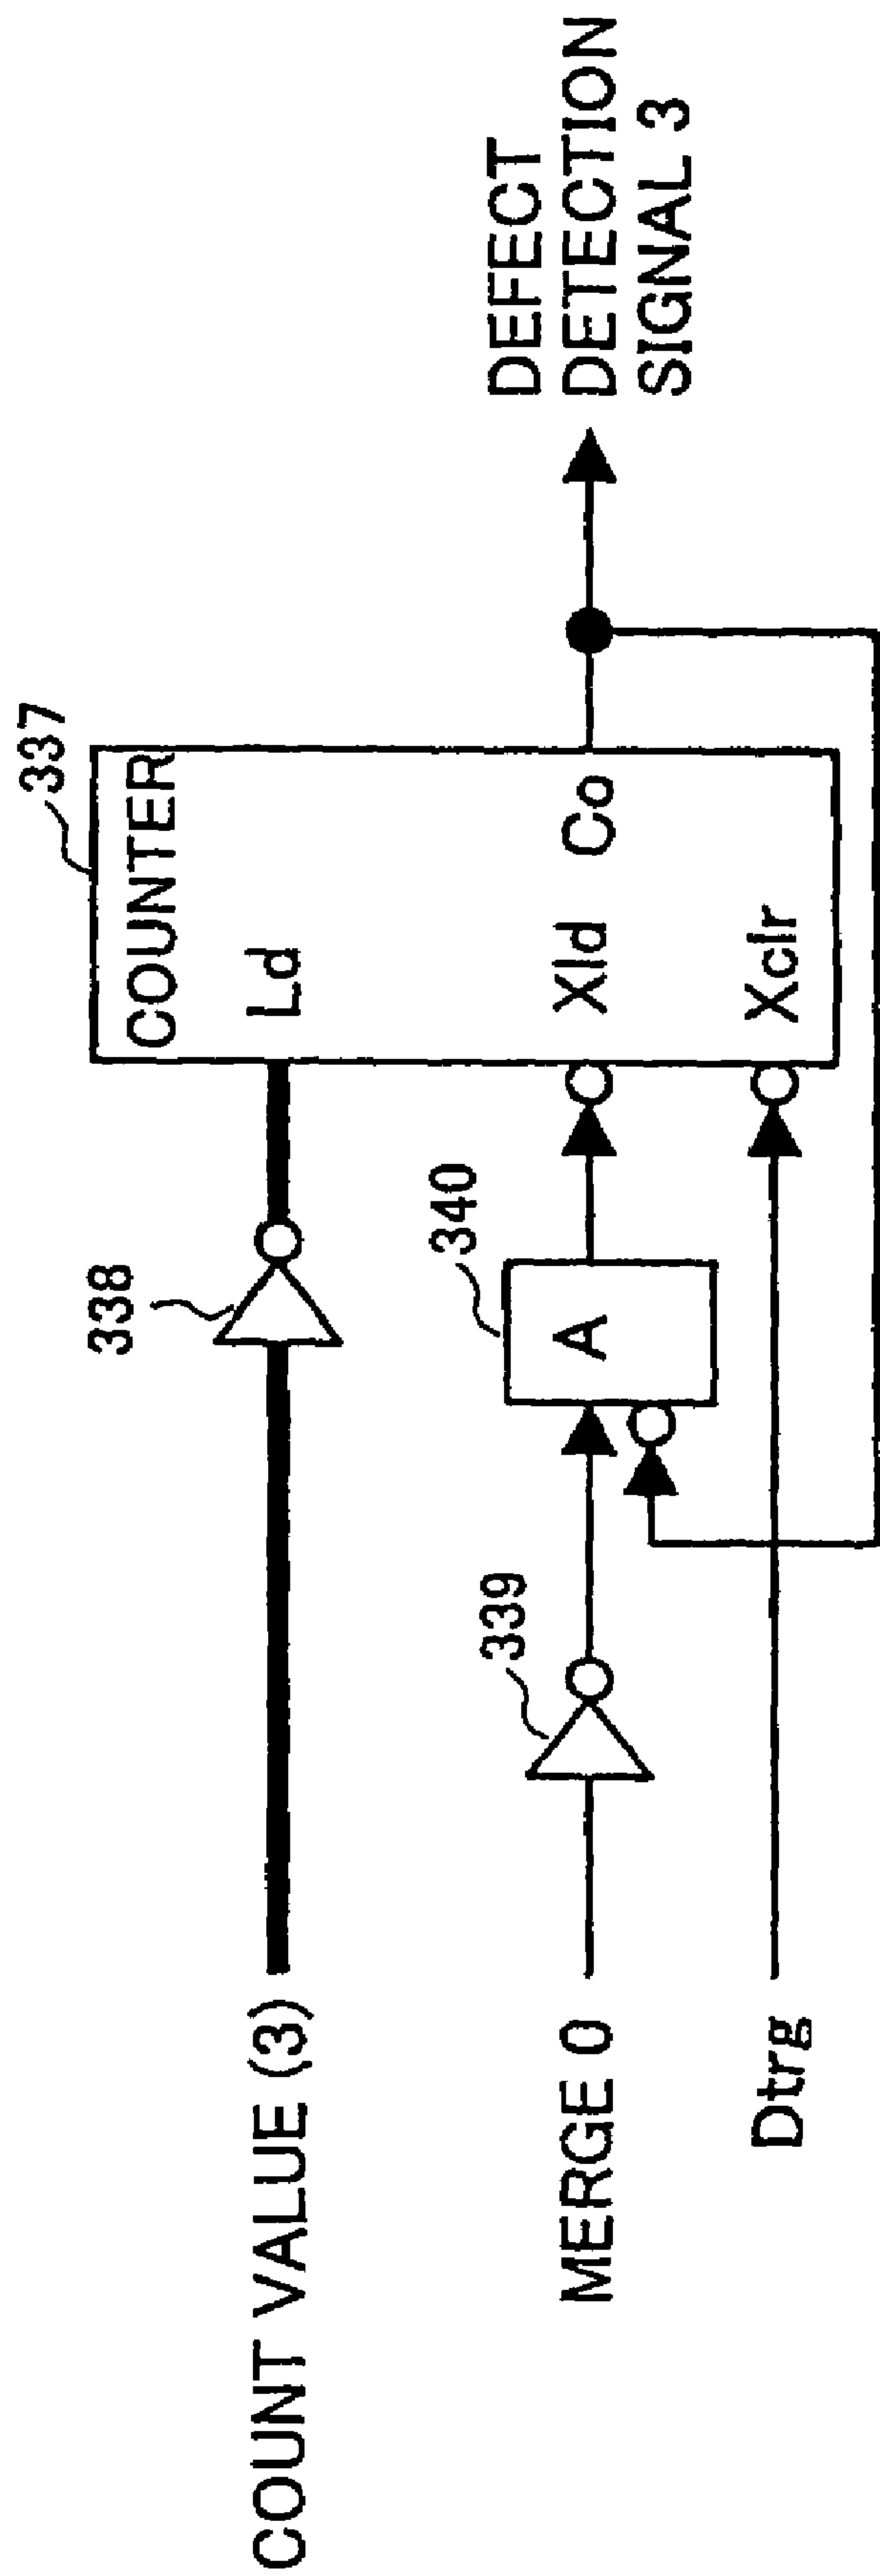 COUNT VALUE (3)
338
337
COUNTER
Ld
MERGE 0
339
340
A
Xld
Co
DEFECT
DETECTION
SIGNAL 3
Dtrg
Xclr